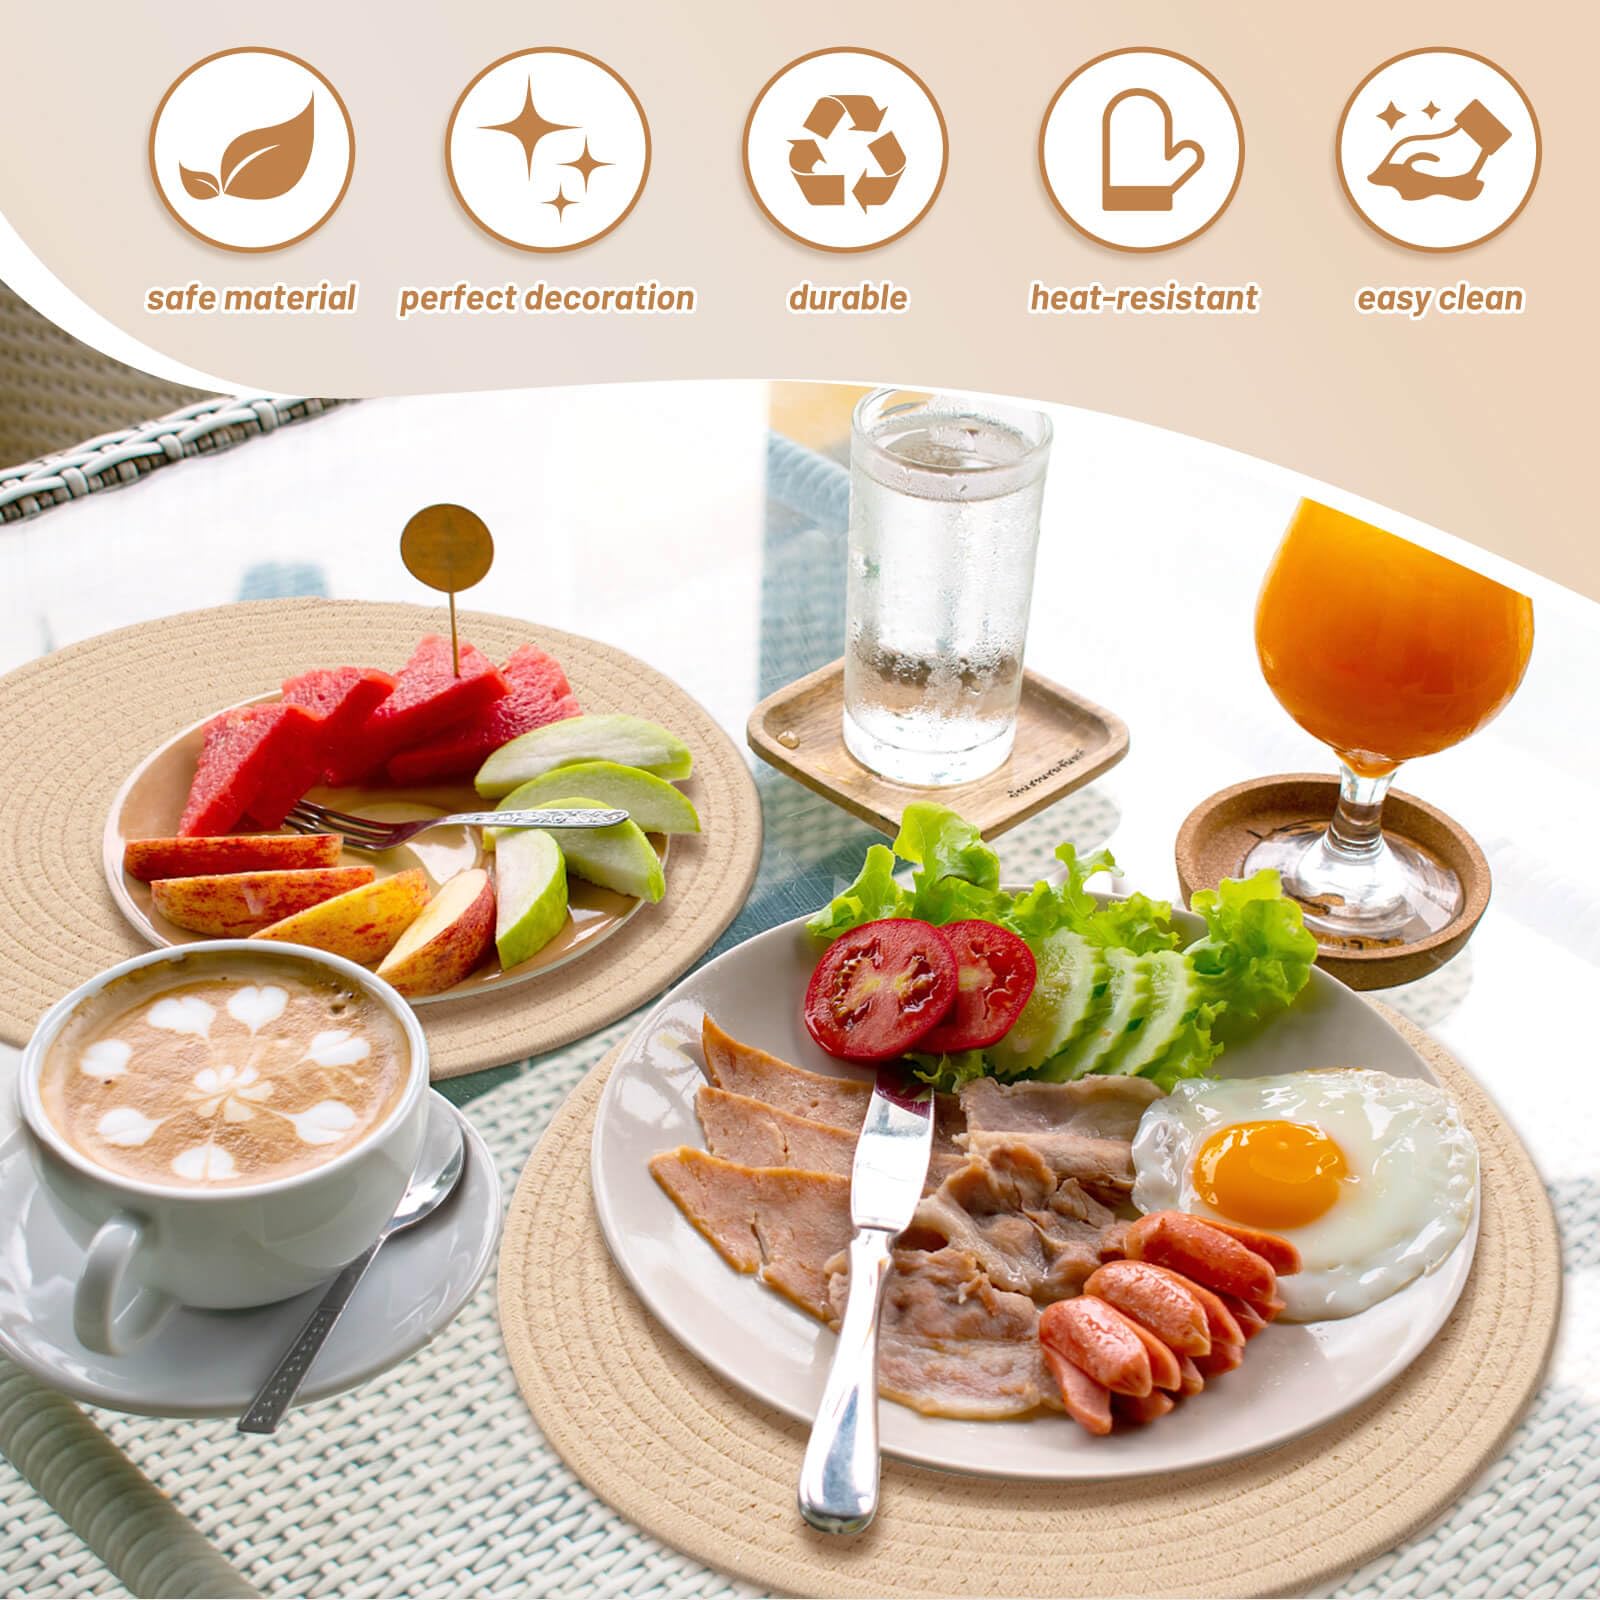 safe material
perfect decoration
durable
heat-resistant
easy clean